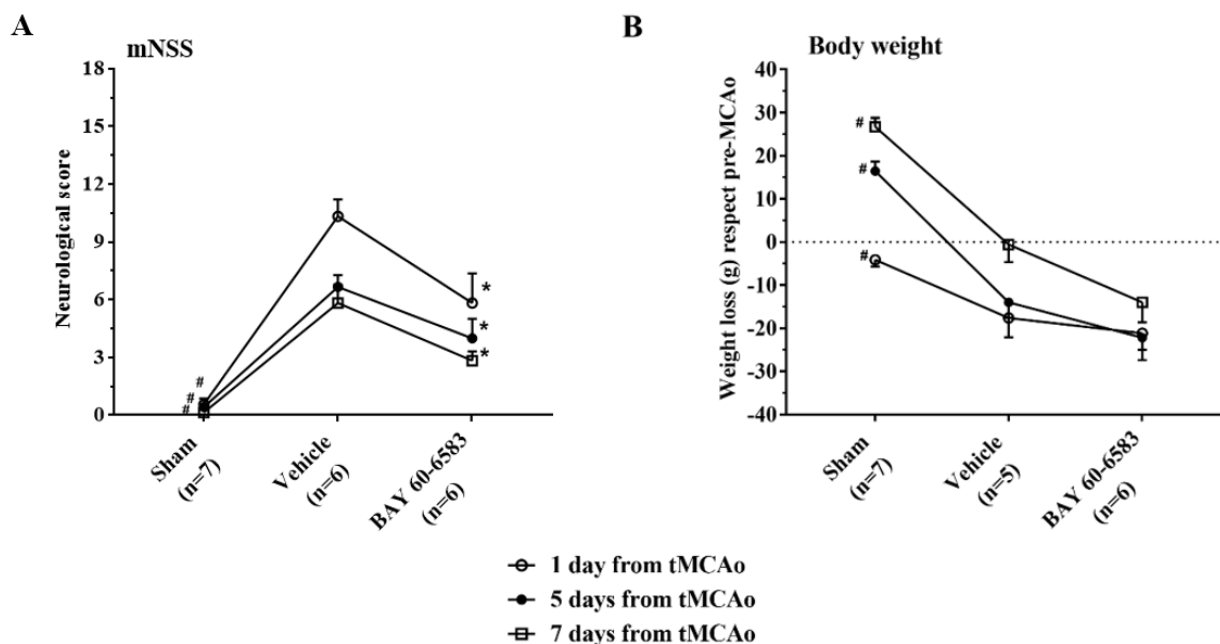 A
mNSS
Neurological score
18
15
12
9
6
3
0
#
#
#
*
*
*
Sham
(n=7)
Vehicle
(n=6)
BAY 60-6583
(n=6)
B
Body weight
Weight loss (g) respect pre-MCAo
40
30
20
10
0
-10
-20
-30
-40
#
#
#
Sham
(n=7)
Vehicle
(n=5)
BAY 60-6583
(n=6)
1 day from tMCAo
5 days from tMCAo
7 days from tMCAo